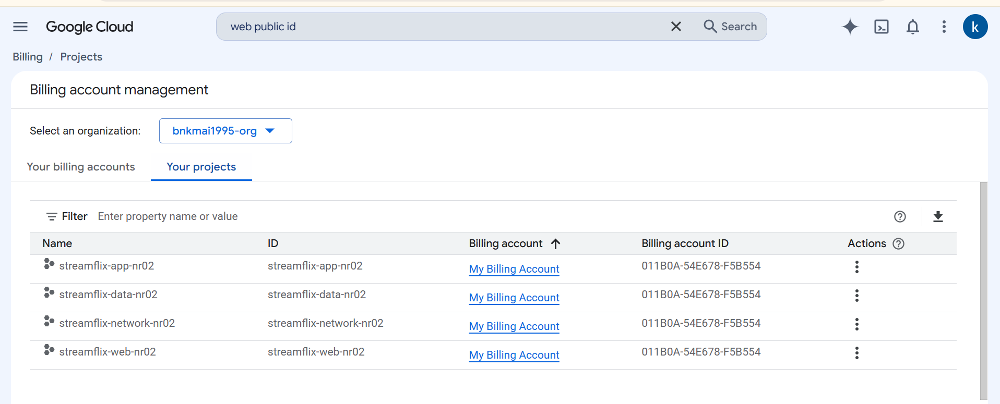 Google Cloud
web public id
Search
k
Billing / Projects
Billing account management
Select an organization: bnkmai1995-org
Your billing accounts Your projects
Filter Enter property name or value
Name ID Billing account Billing account ID Actions
streamflix-app-nr02 streamflix-app-nr02 My Billing Account 011B0A-54E678-F5B554
streamflix-data-nr02 streamflix-data-nr02 My Billing Account 011B0A-54E678-F5B554
streamflix-network-nr02 streamflix-network-nr02 My Billing Account 011B0A-54E678-F5B554
streamflix-web-nr02 streamflix-web-nr02 My Billing Account 011B0A-54E678-F5B554